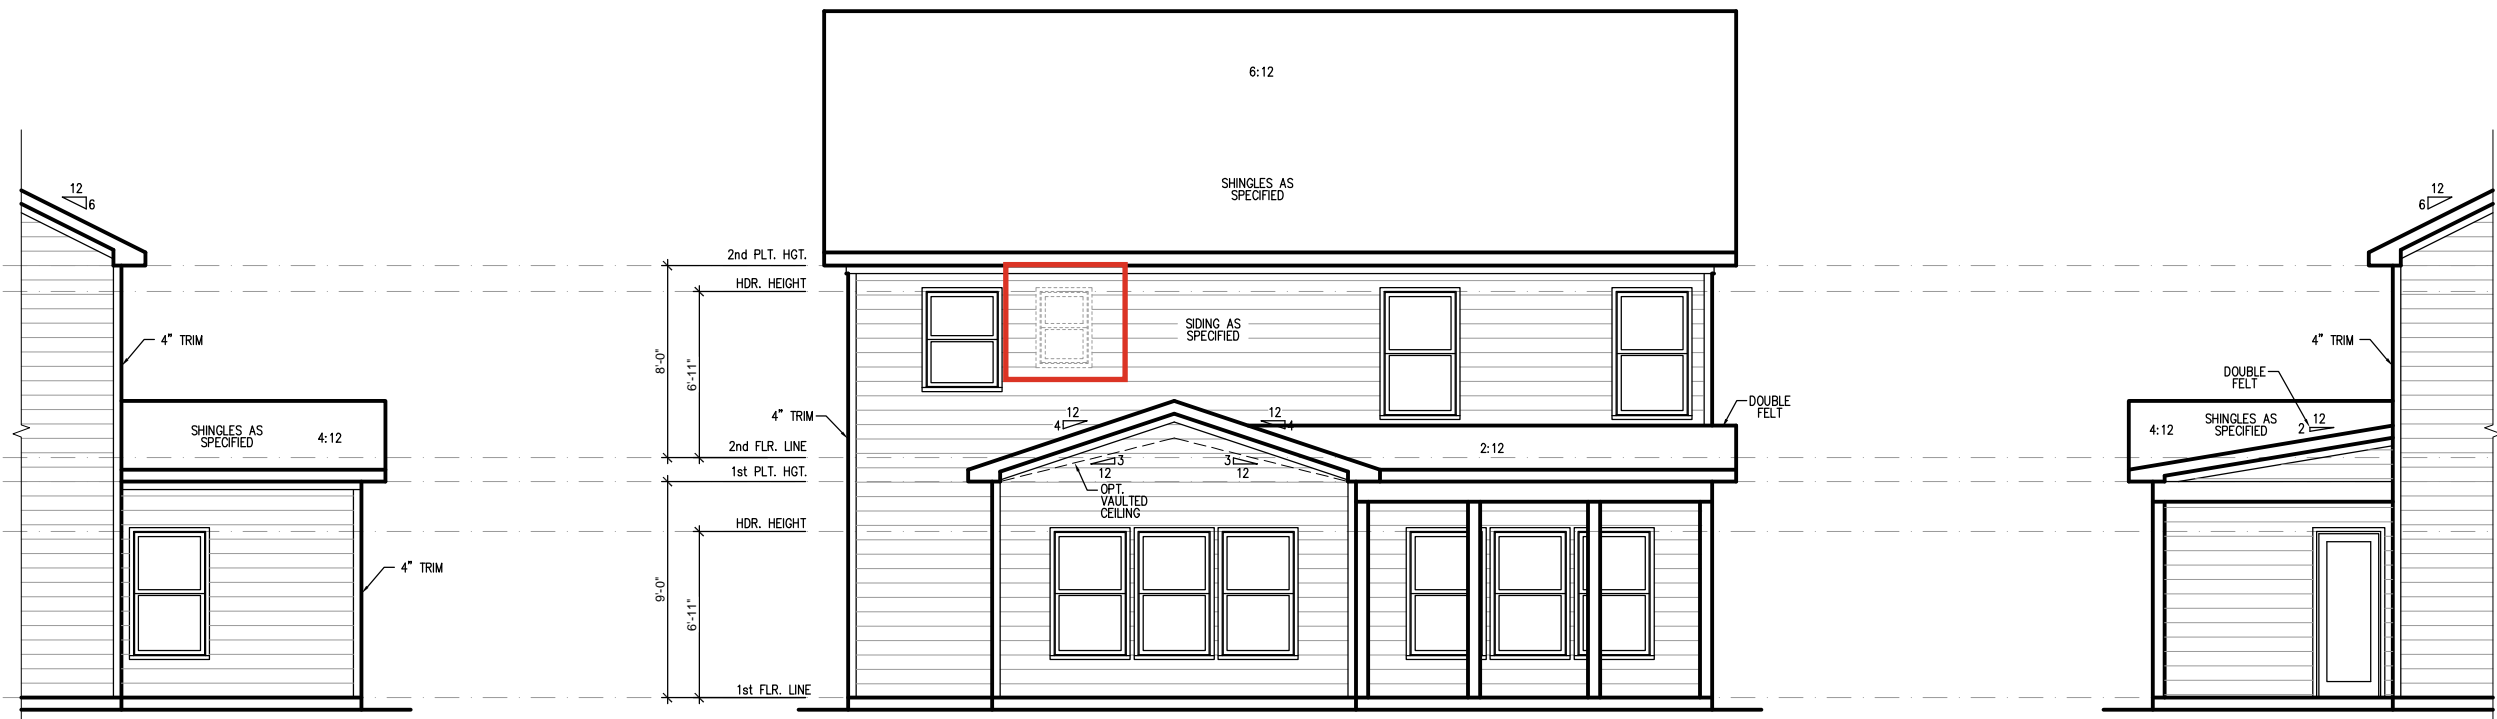 12
6
4" TRIM
SHINGLES AS
SPECIFIED
4:12
4" TRIM
2nd PLT. HGT.
HDR. HEIGHT
8'-0"
6'-11"
4" TRIM
2nd FLR. LINE
1st PLT. HGT.
HDR. HEIGHT
9'-0"
6'-11"
1st FLR. LINE
6:12
SHINGLES AS
SPECIFIED
SIDING AS
SPECIFIED
12
4
12
4
3
12
3
12
OPT.
VAULTED
CEILING
2:12
DOUBLE
FELT
12
6
4" TRIM
DOUBLE
FELT
SHINGLES AS
SPECIFIED
4:12
12
2